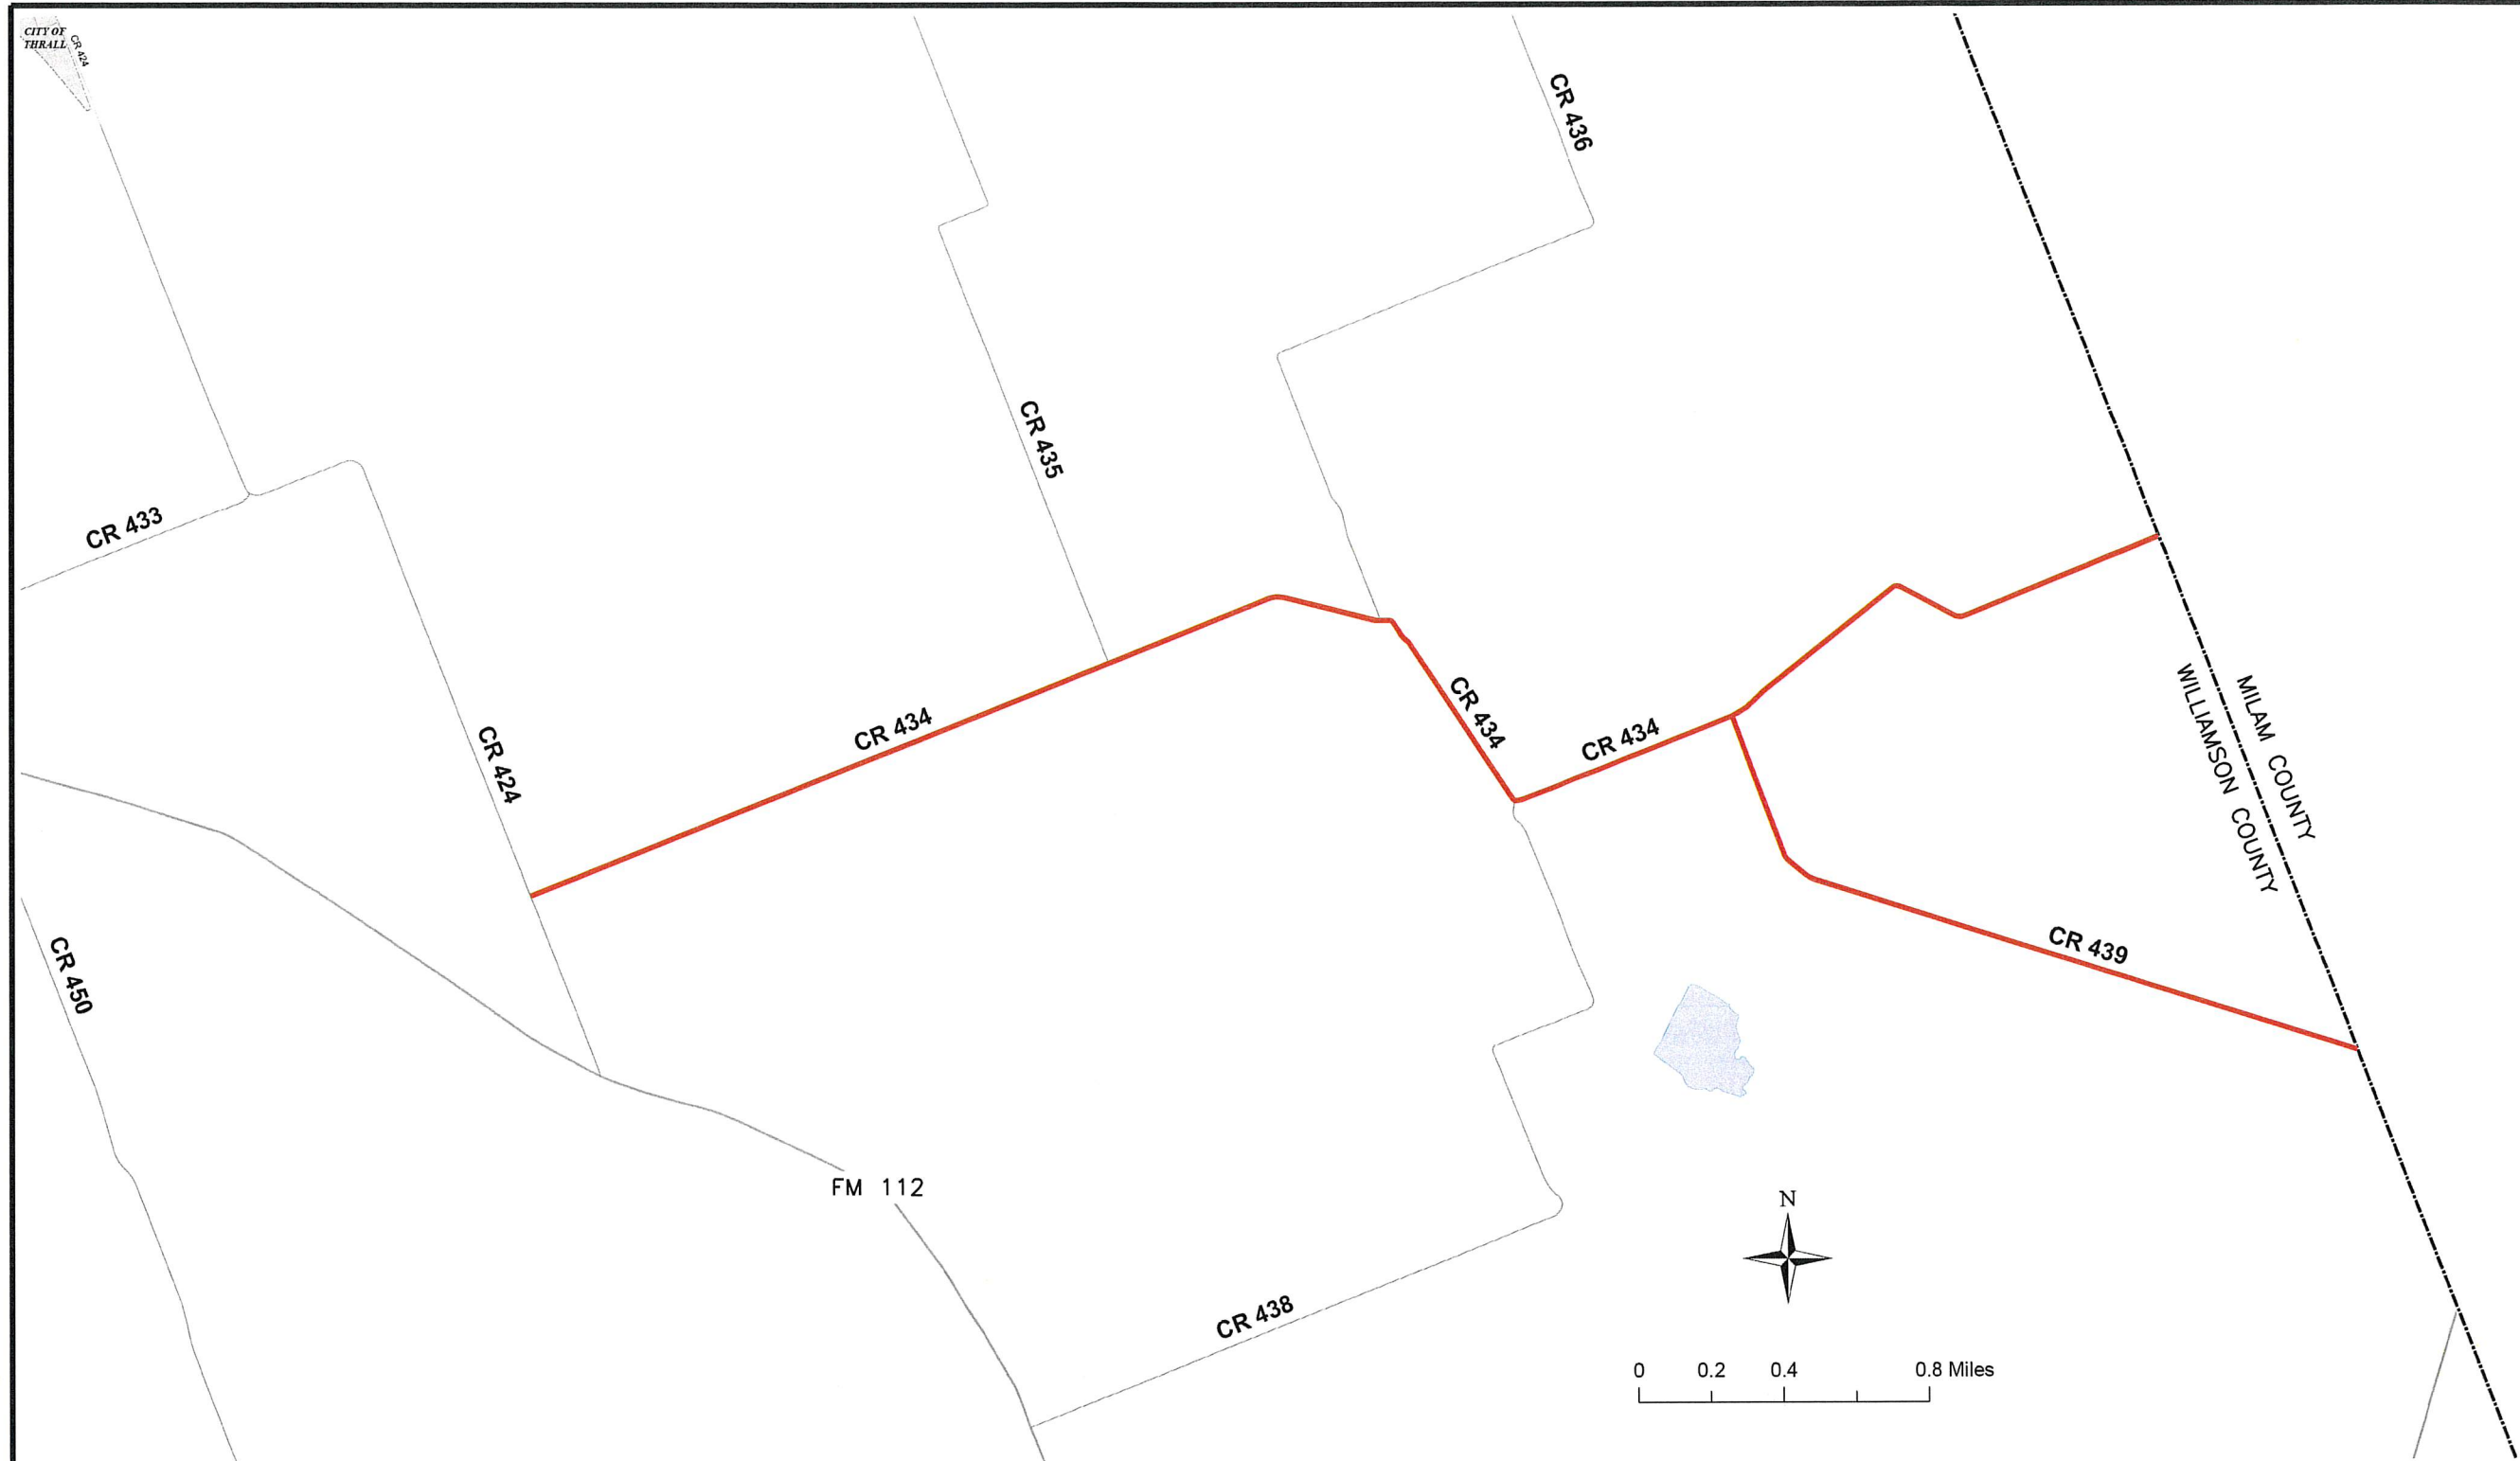 CITY OF
THRALL
CR 424
CR 436
CR 435
CR 433
CR 434
CR 434
CR 434
CR 424
MILAM COUNTY
WILLIAMSON COUNTY
CR 439
CR 450
FM 112
N
CR 438
0 0.2 0.4 0.8 Miles